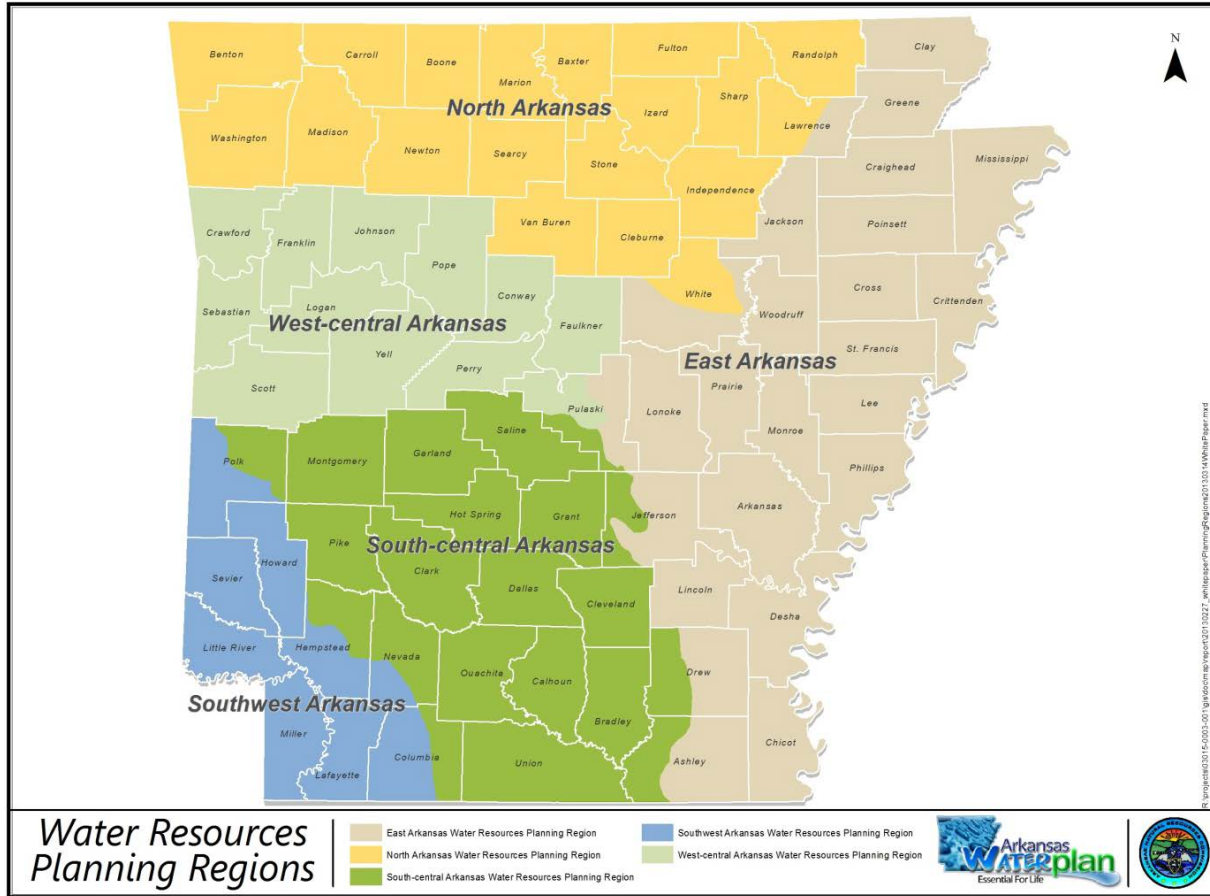 N
Benton
Carroll
Boone
Marion
Baxter
Fulton
Randolph
Clay
Greene
Sharp
Izard
Lawrence
North Arkansas
Washington
Madison
Newton
Searcy
Stone
Independence
Craighead
Mississippi
Jackson
Poinsett
Van Buren
Cleburne
White
Crawford
Franklin
Johnson
Pope
Conway
Faulkner
Cross
Crittenden
Woodruff
Sebastian
Logan
West-central Arkansas
Yell
Perry
Scott
Pulaski
St. Francis
East Arkansas
Prairie
Lonoke
Lee
Monroe
Phillips
Saline
Garland
Montgomery
Polk
Hot Spring
Grant
Jefferson
Arkansas
South-central Arkansas
Pike
Clark
Dallas
Cleveland
Lincoln
Desha
Howard
Sevier
Little River
Hempstead
Nevada
Ouachita
Calhoun
Bradley
Drew
Southwest Arkansas
Miller
Lafayette
Columbia
Union
Ashley
Chicot
Water Resources
Planning Regions
East Arkansas Water Resources Planning Region
North Arkansas Water Resources Planning Region
South-central Arkansas Water Resources Planning Region
Southwest Arkansas Water Resources Planning Region
West-central Arkansas Water Resources Planning Region
Arkansas
WATERplan
Essential For Life